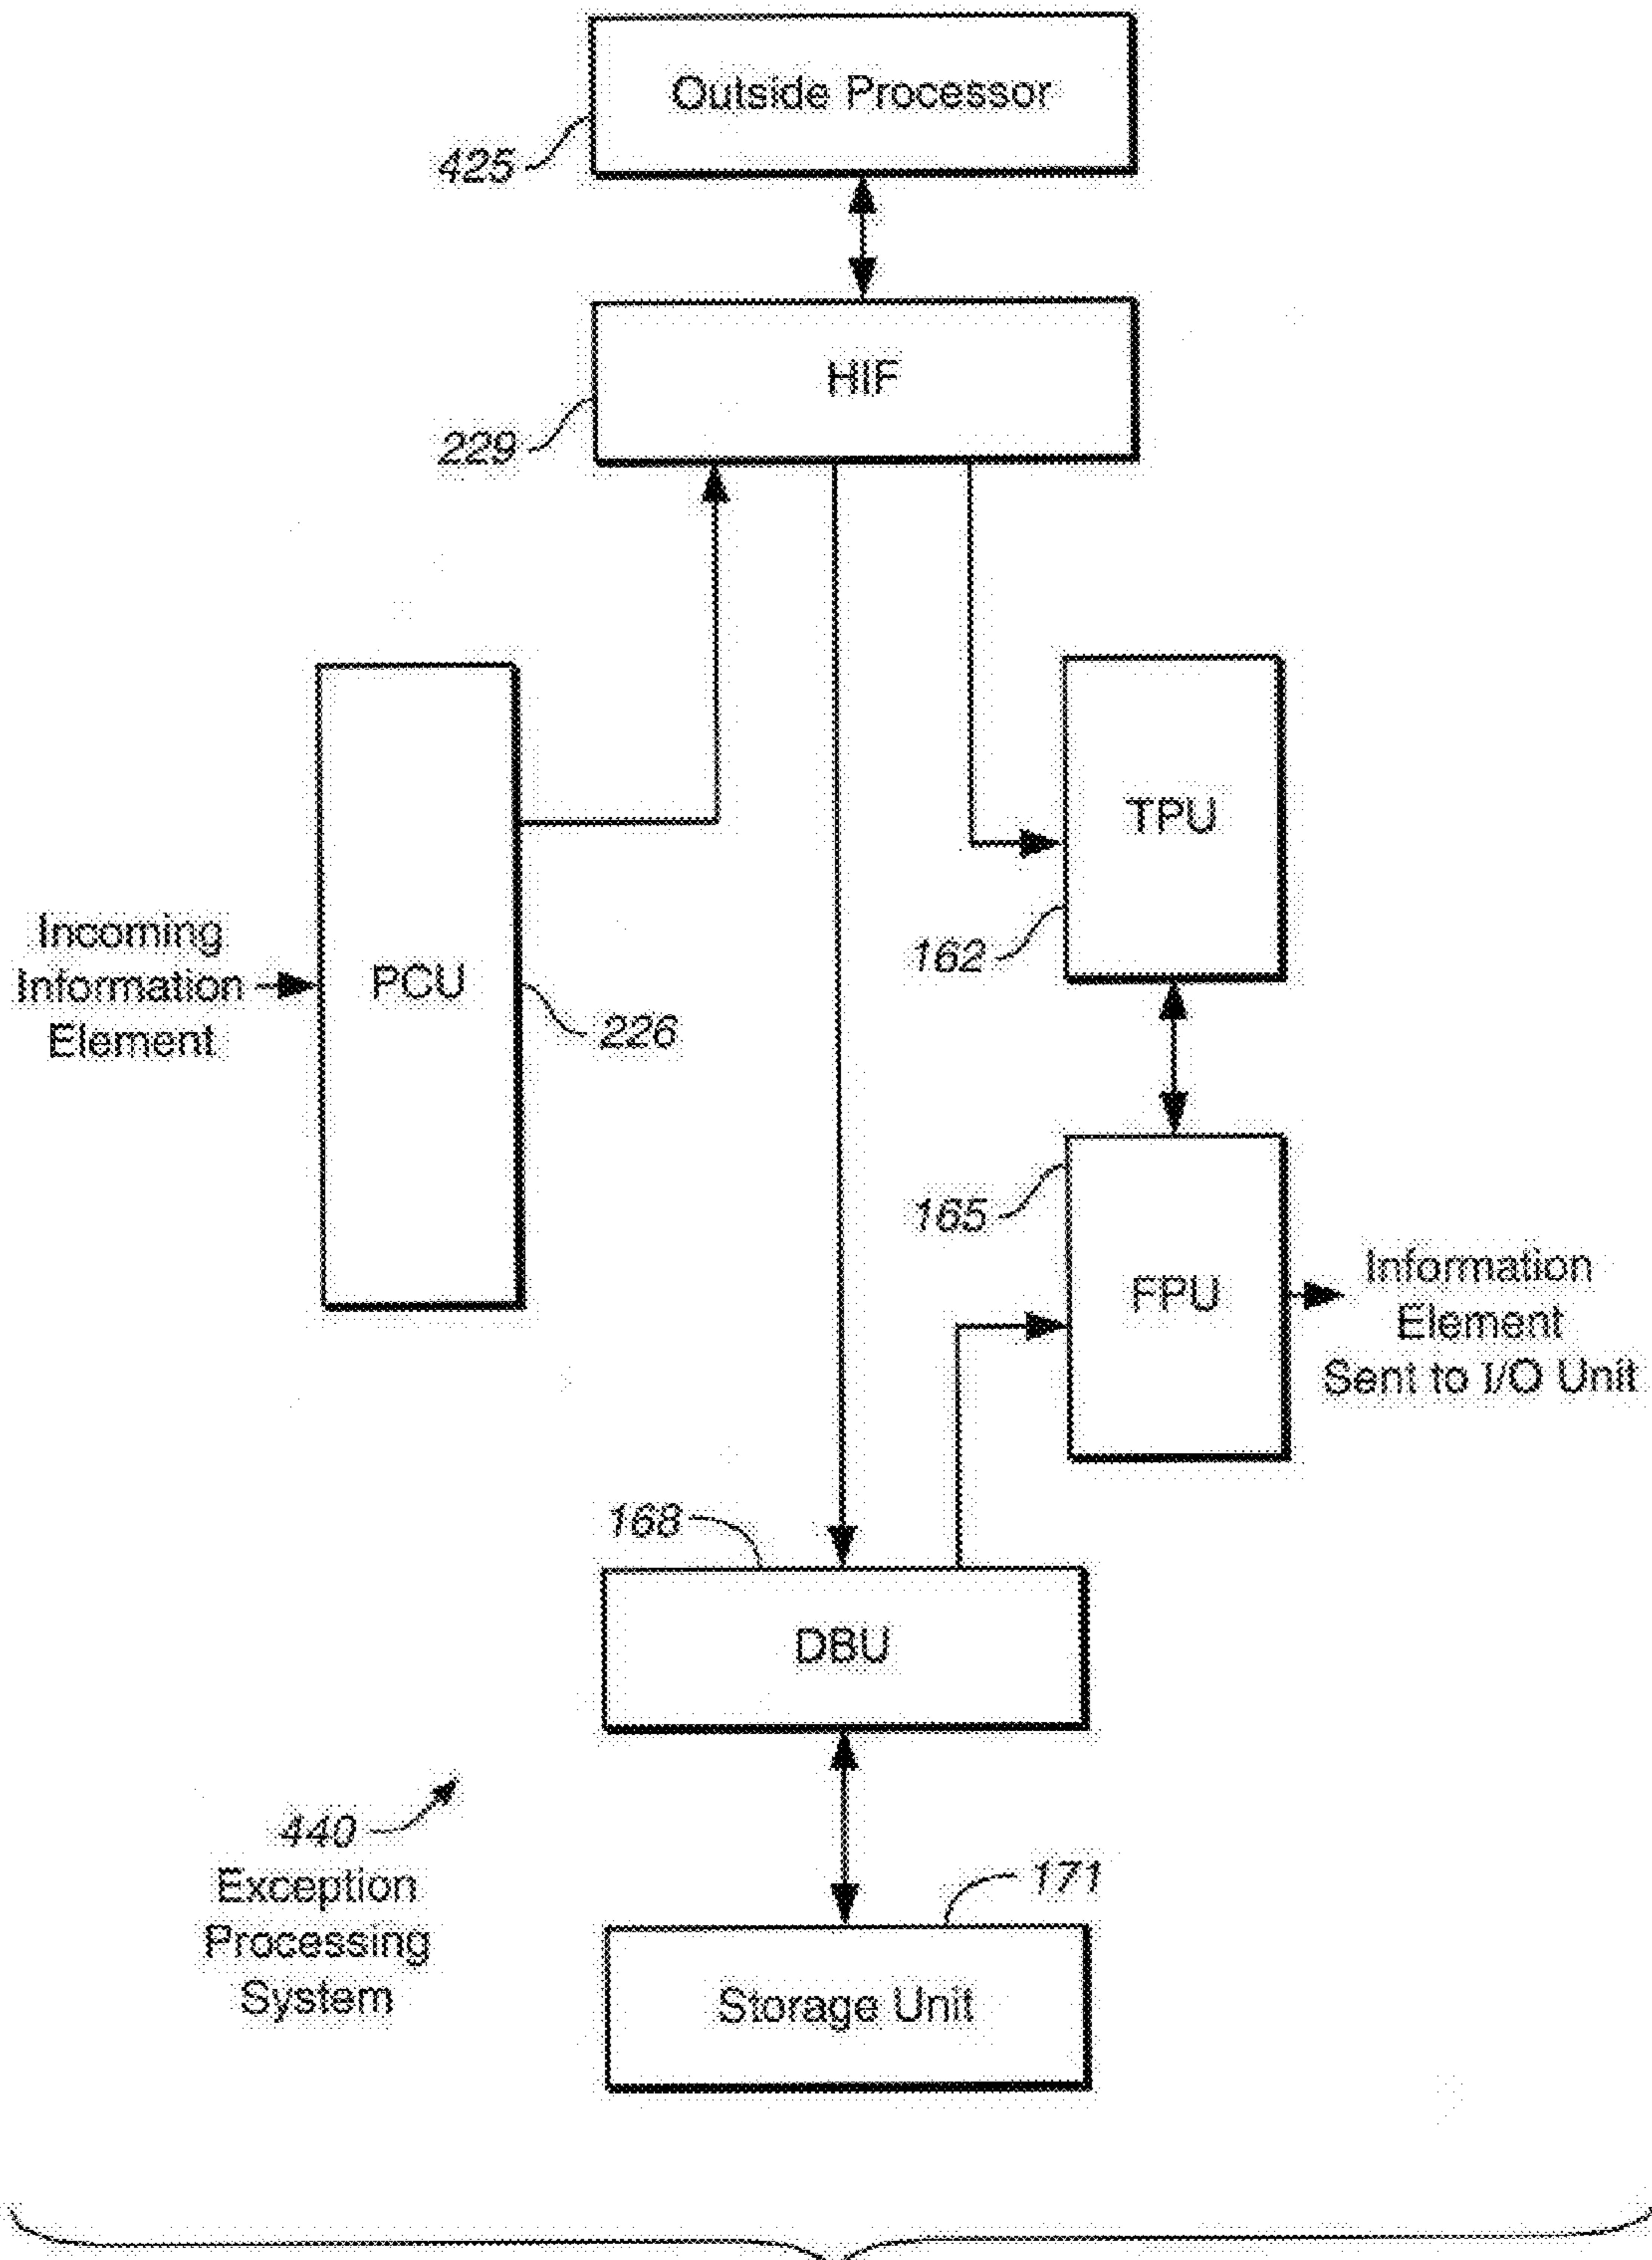 Outside Processor
425
HIF
229
TPU
162
Incoming
Information
Element
PCU
226
165
FPU
Information
Element
Sent to I/O Unit
168
DBU
440
Exception
Processing
System
171
Storage Unit